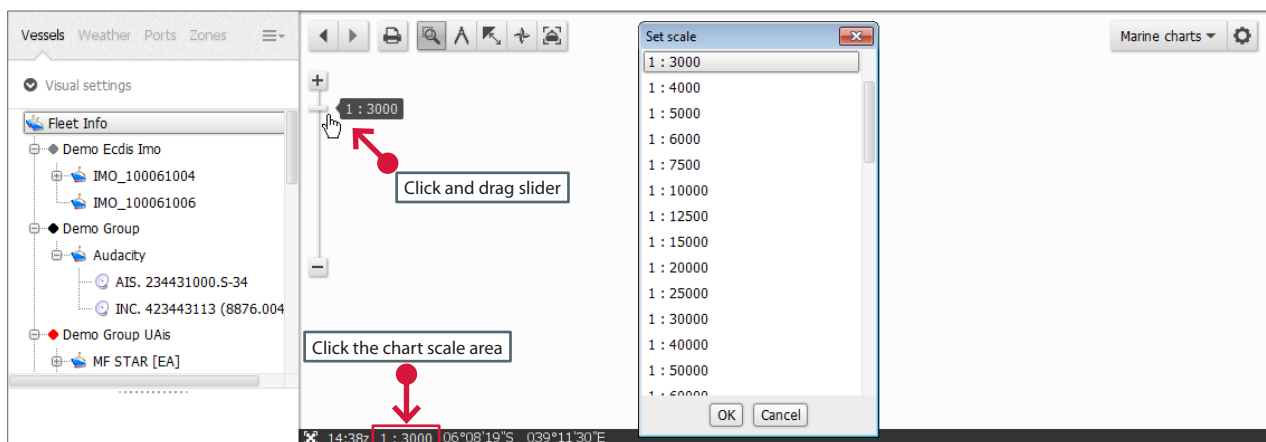 Vessels Weather Ports Zones
Visual settings
Fleet Info
Demo Ecdis Imo
IMO_100061004
IMO_100061006
Demo Group
Audacity
AIS. 234431000.S-34
INC. 423443113 (8876.004
Demo Group UAis
MF STAR [EA]
1 : 3000
Click and drag slider
Click the chart scale area
14:38z 1 : 3000 06°08'19"S 039°11'30"E
Set scale
1 : 3000
1 : 4000
1 : 5000
1 : 6000
1 : 7500
1 : 10000
1 : 12500
1 : 15000
1 : 20000
1 : 25000
1 : 30000
1 : 40000
1 : 50000
1 : 60000
OK Cancel
Marine charts